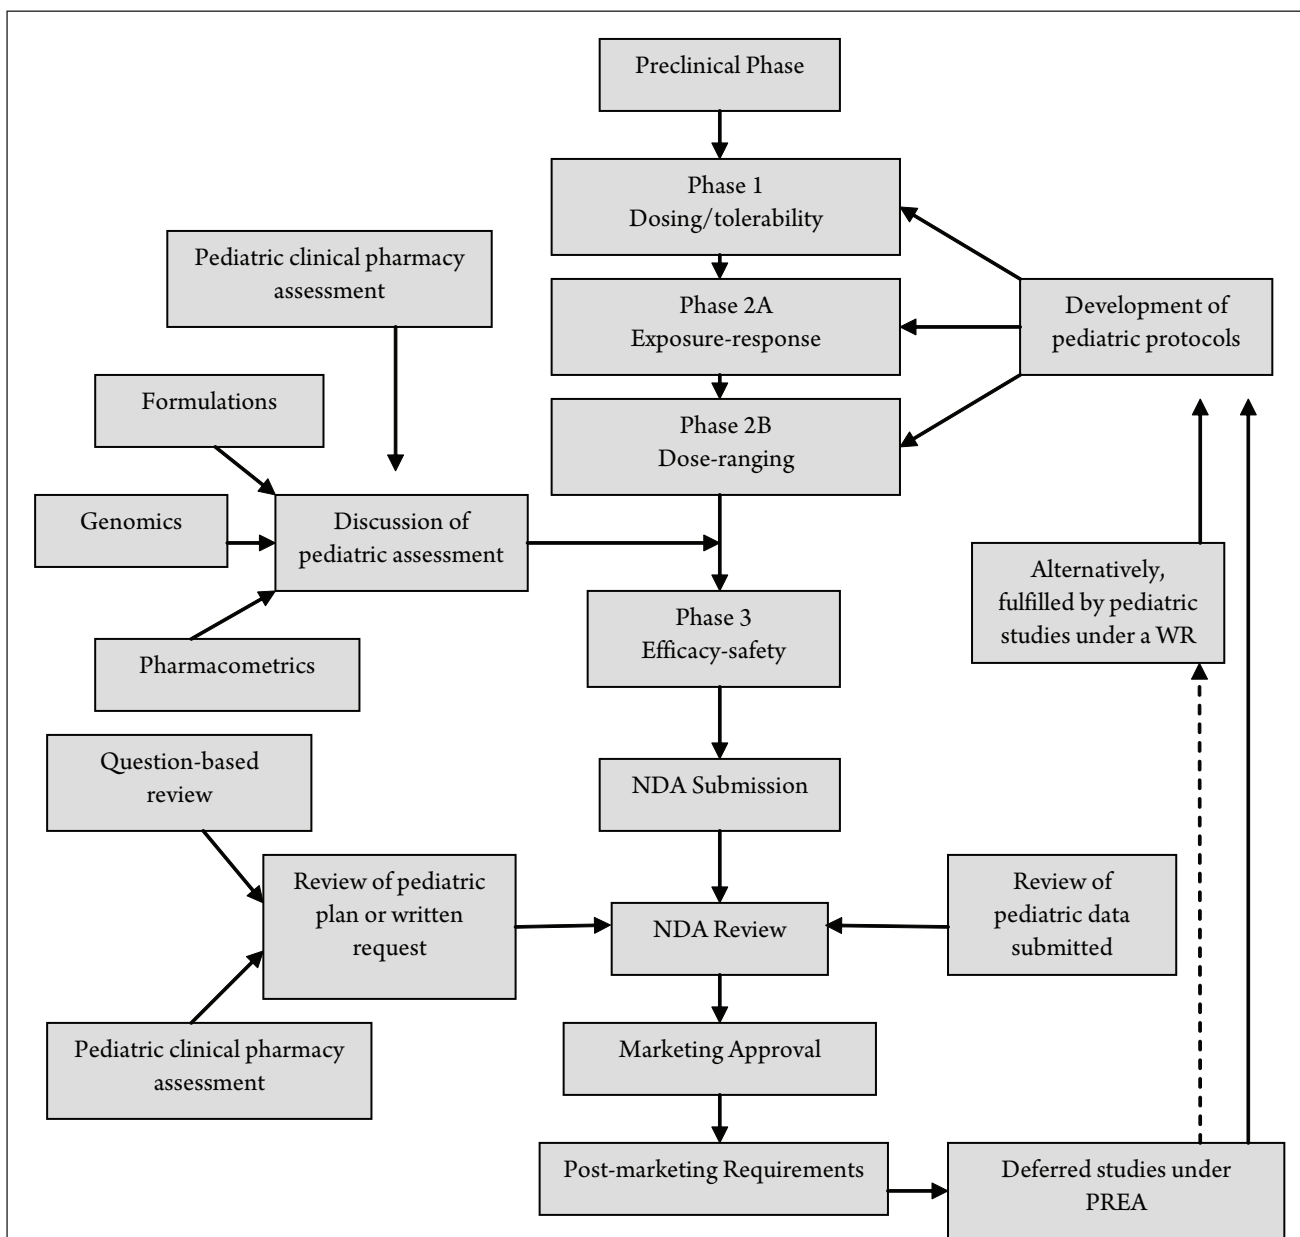 Preclinical Phase
Phase 1
Dosing/tolerability
Pediatric clinical pharmacy
assessment
Phase 2A
Exposure-response
Development of
pediatric protocols
Formulations
Phase 2B
Dose-ranging
Genomics
Discussion of
pediatric assessment
Alternatively,
fulfilled by pediatric
studies under a WR
Phase 3
Efficacy-safety
Pharmacometrics
Question-based
review
NDA Submission
Review of pediatric
plan or written
request
NDA Review
Review of
pediatric data
submitted
Pediatric clinical pharmacy
assessment
Marketing Approval
Post-marketing Requirements
Deferred studies under
PREA